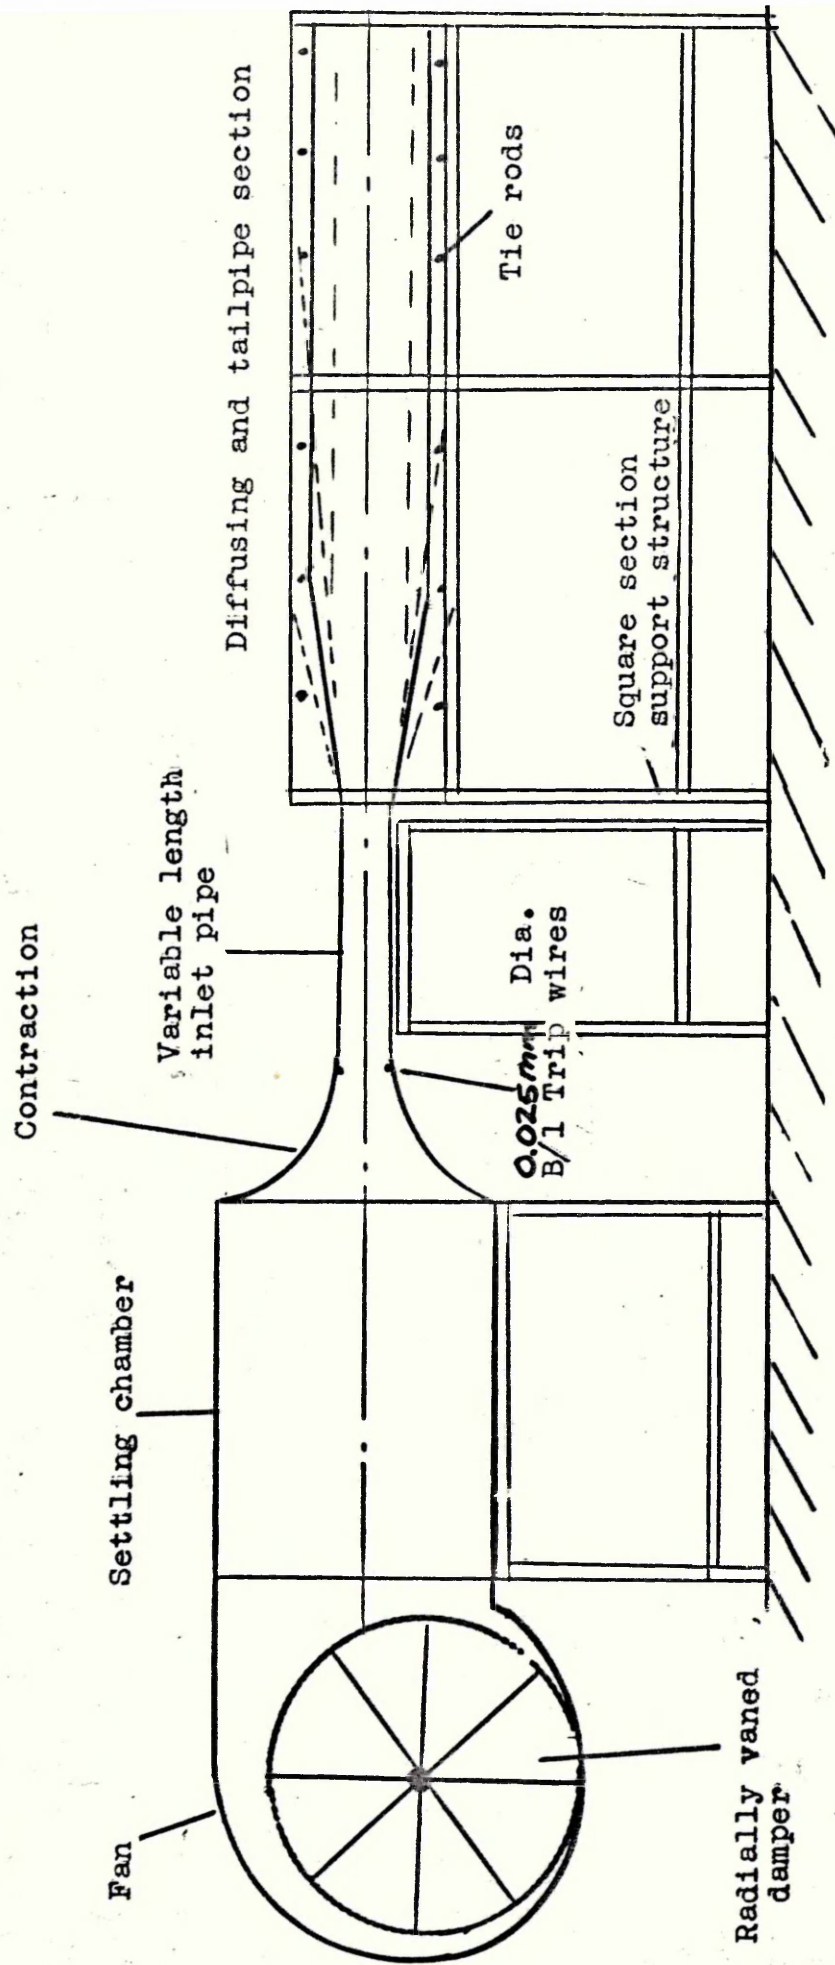 Fan
Settling chamber
Contraction
Variable length
inlet pipe
Diffusing and tailpipe section
Radially vaned
damper
0.025mm Dia.
B/l Trip wires
Square section
support structure
Tie rods